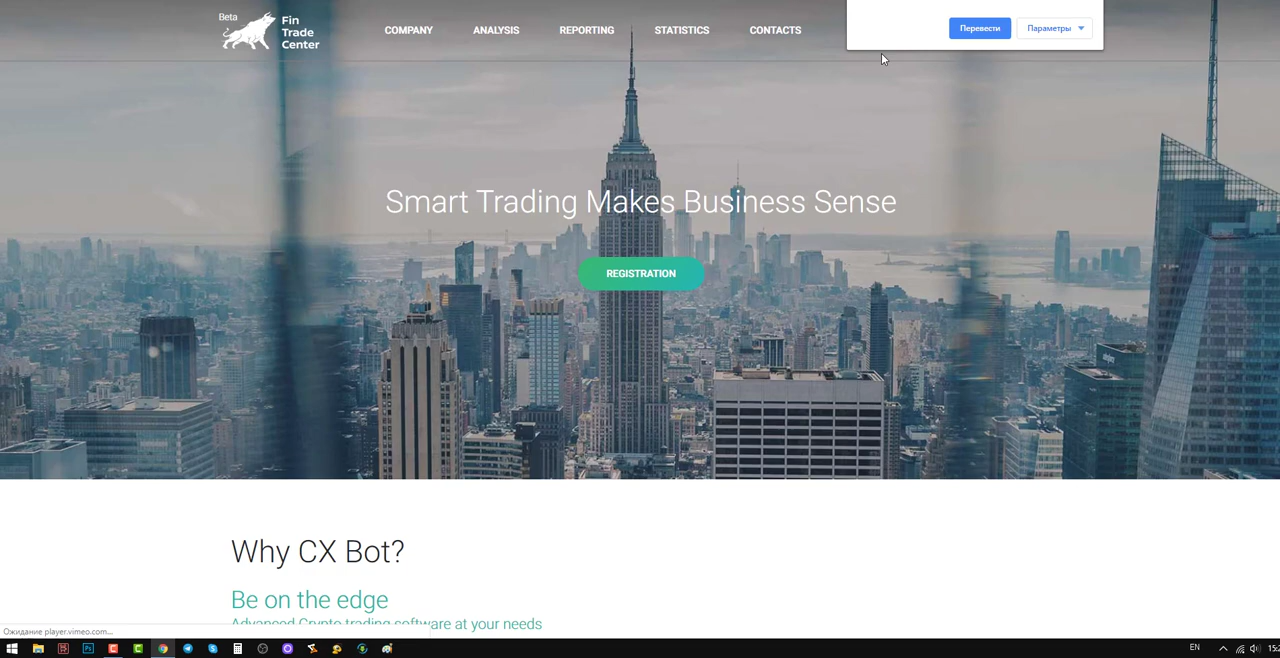 Beta
Fin
Trade
Center
COMPANY
ANALYSIS
REPORTING
STATISTICS
CONTACTS
Перевести
Параметры
Smart Trading Makes Business Sense
REGISTRATION
Why CX Bot?
Be on the edge
Advanced Crypto trading software at your needs
Ожидание player.vimeo.com...
Ps
EN